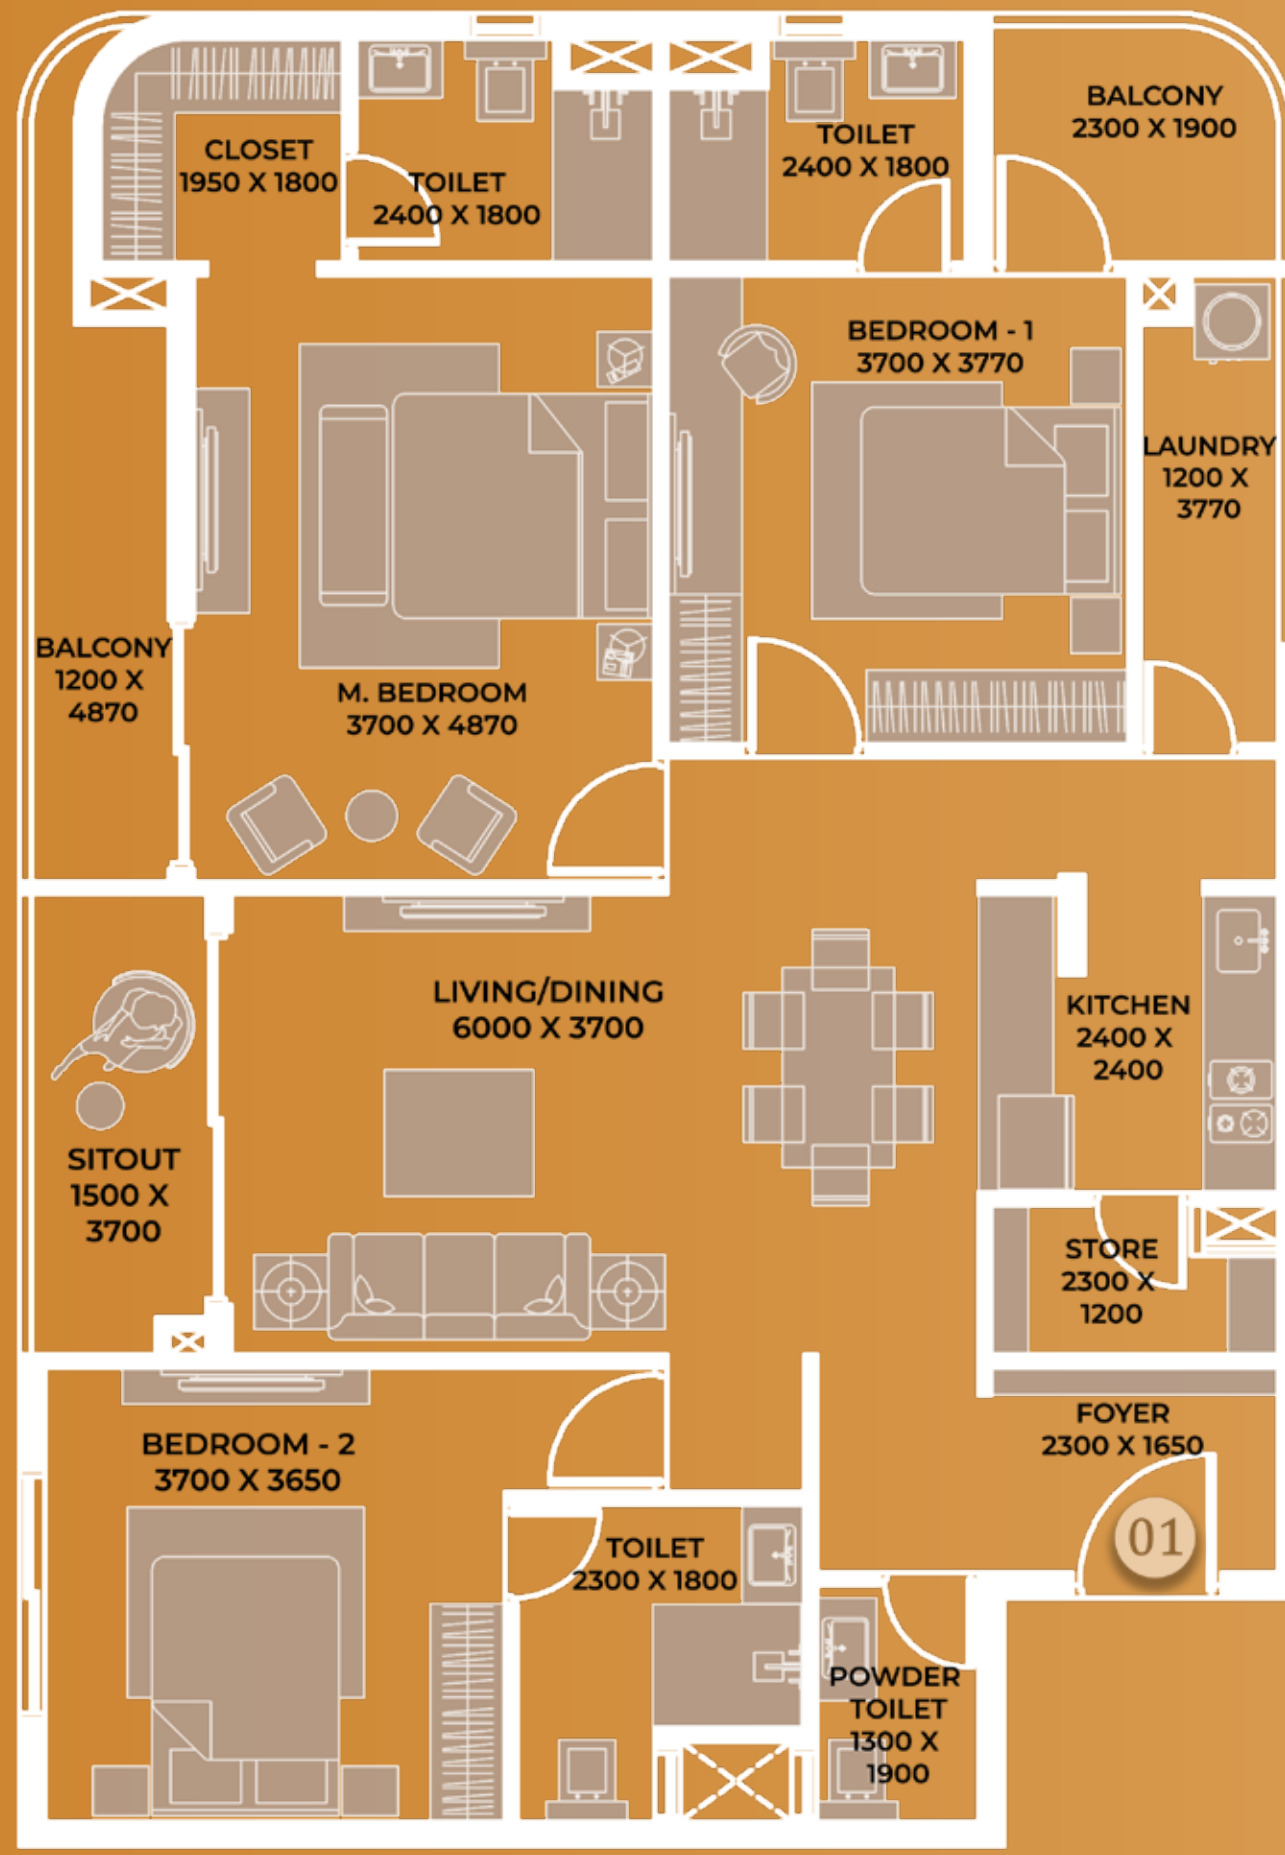 BALCONY
2300 X 1900
CLOSET
1950 X 1800
TOILET
2400 X 1800
TOILET
2400 X 1800
BEDROOM - 1
3700 X 3770
LAUNDRY
1200 X
3770
BALCONY
1200 X
4870
M. BEDROOM
3700 X 4870
LIVING/DINING
6000 X 3700
KITCHEN
2400 X
2400
SITOUT
1500 X
3700
STORE
2300 X
1200
FOYER
2300 X 1650
BEDROOM - 2
3700 X 3650
01
TOILET
2300 X 1800
POWDER
TOILET
1300 X
1900